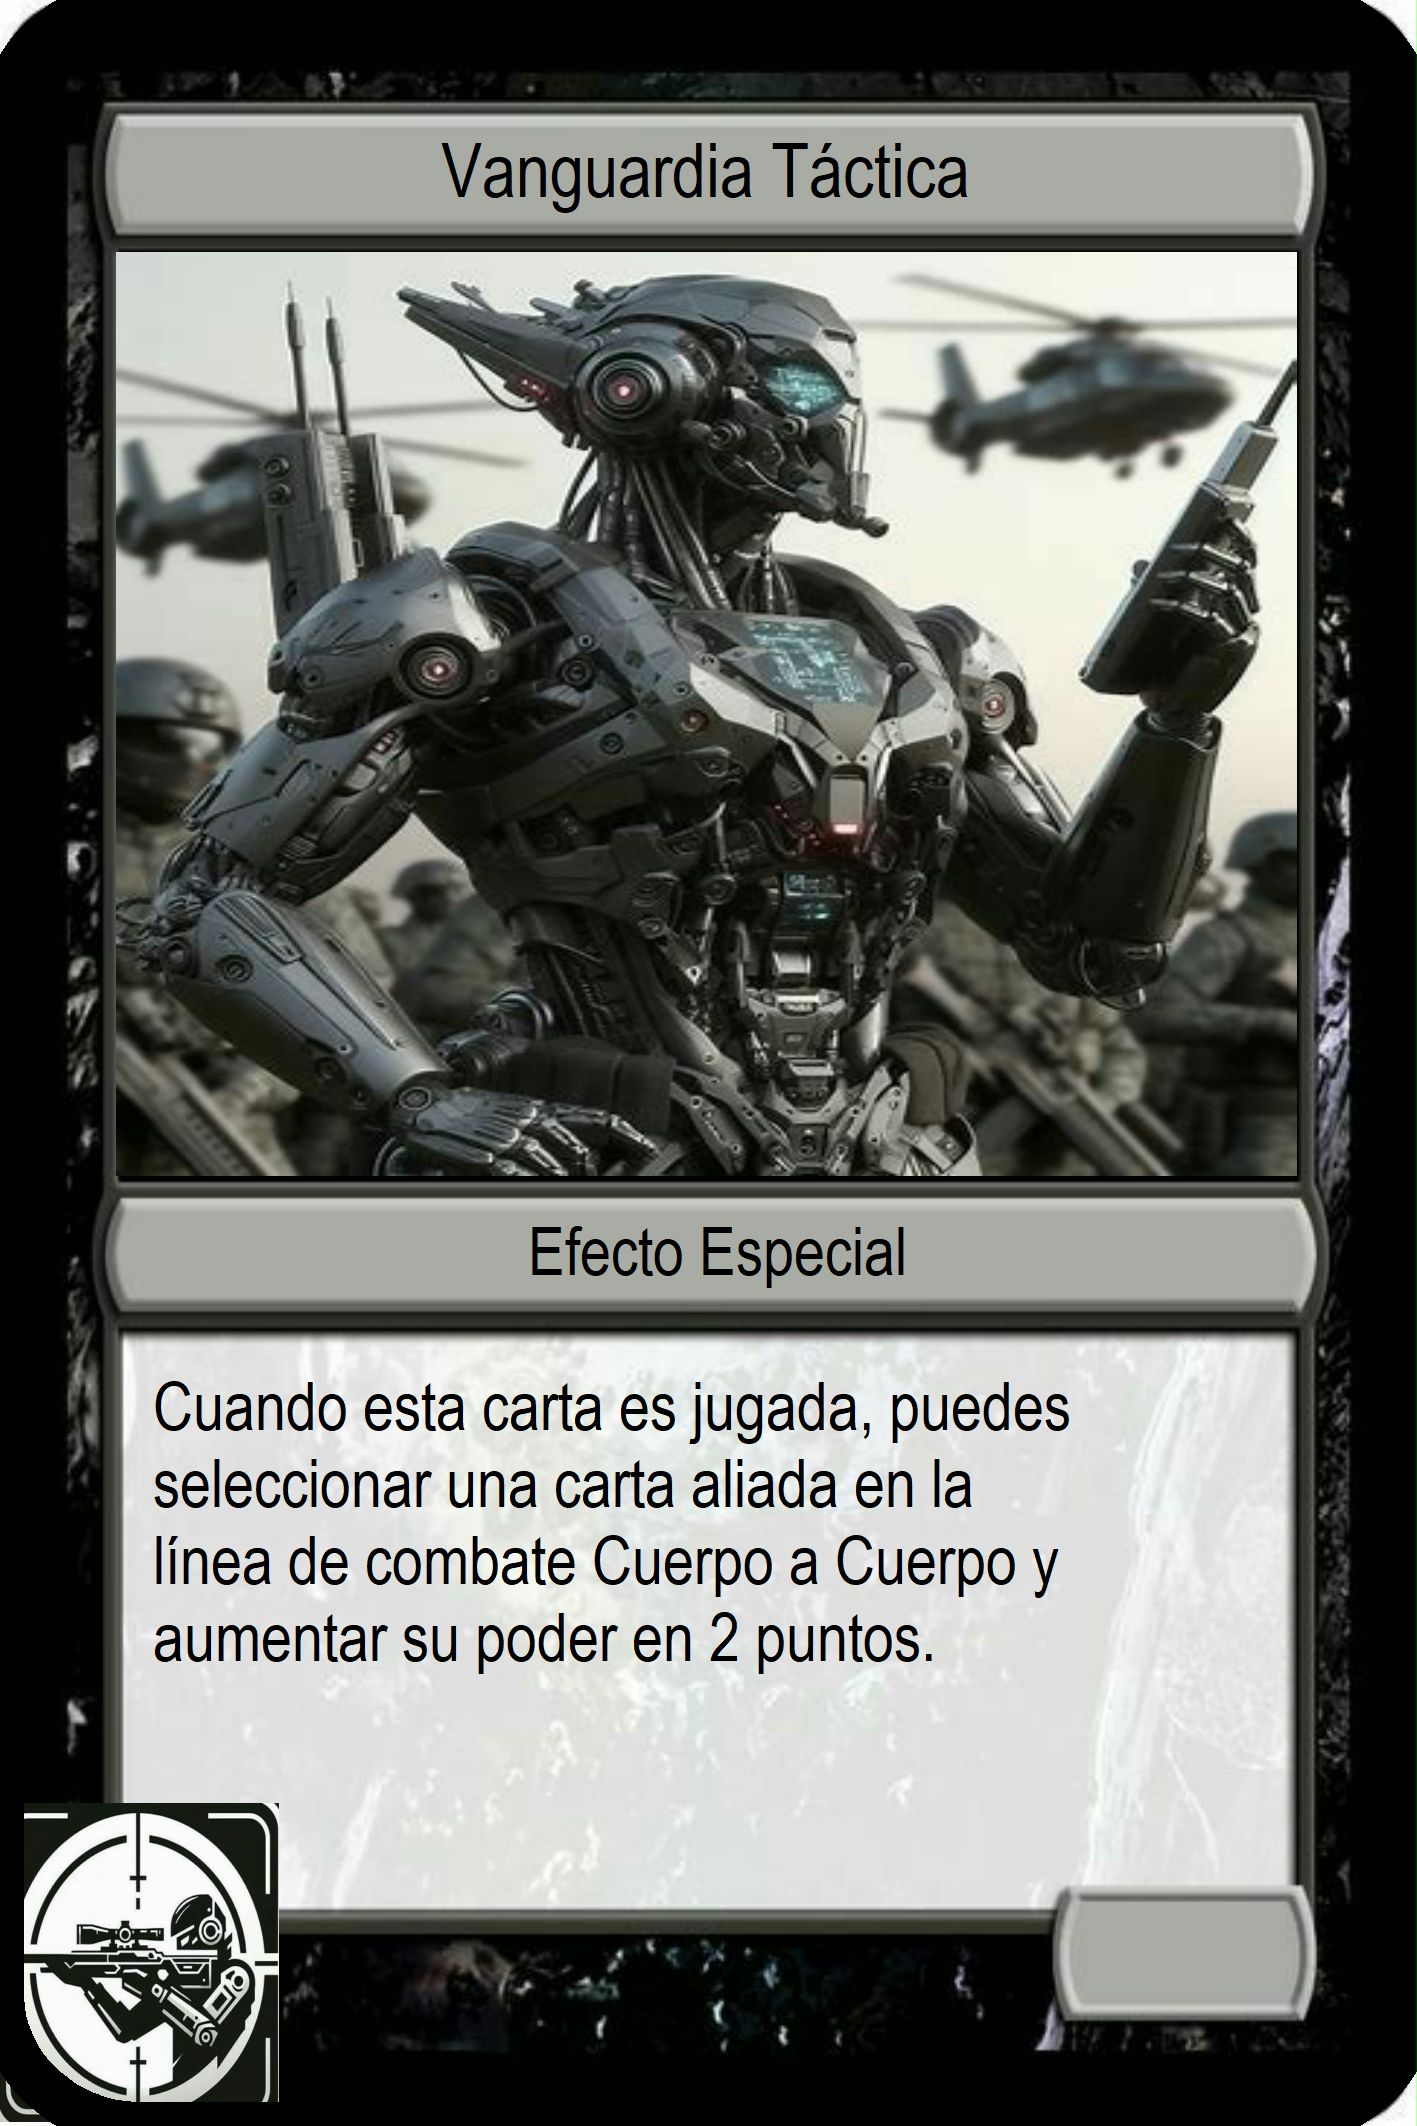 Vanguardia Táctica
Efecto Especial
Cuando esta carta es jugada, puedes
seleccionar una carta aliada en la
línea de combate Cuerpo a Cuerpo y
aumentar su poder en 2 puntos.